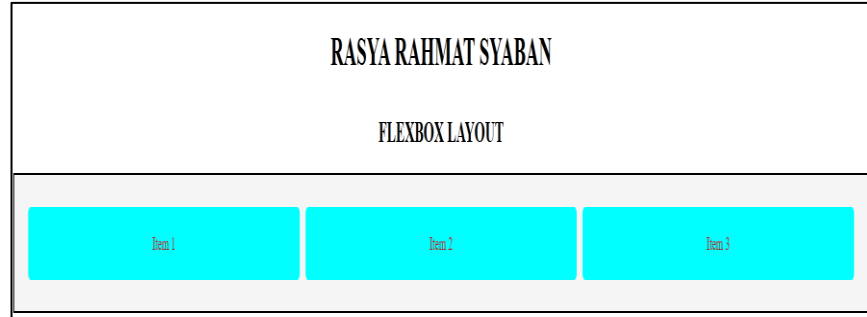 RASYA RAHMAT SYABAN
FLEXBOX LAYOUT
Item 1
Item 2
Item 3